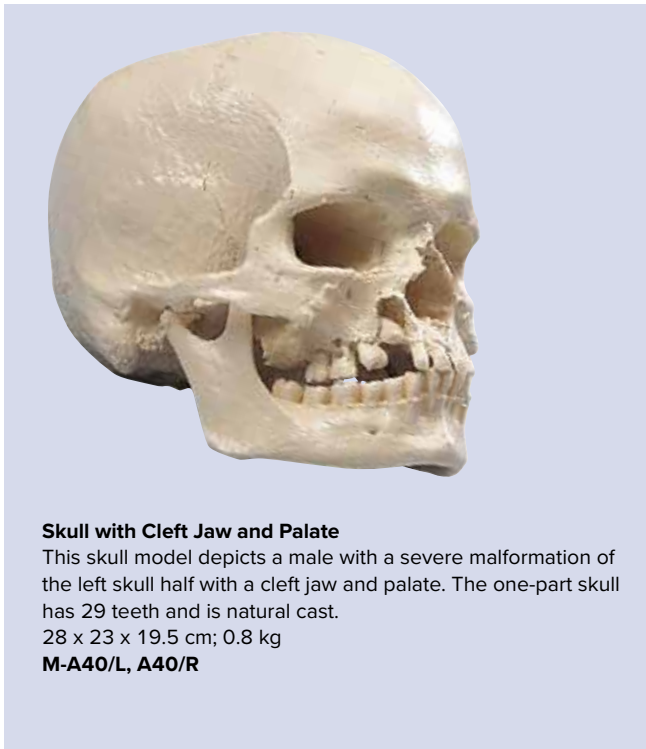 Skull with Cleft Jaw and Palate
This skull model depicts a male with a severe malformation of
the left skull half with a cleft jaw and palate. The one-part skull
has 29 teeth and is natural cast.
28 x 23 x 19.5 cm; 0.8 kg
M-A40/L, A40/R